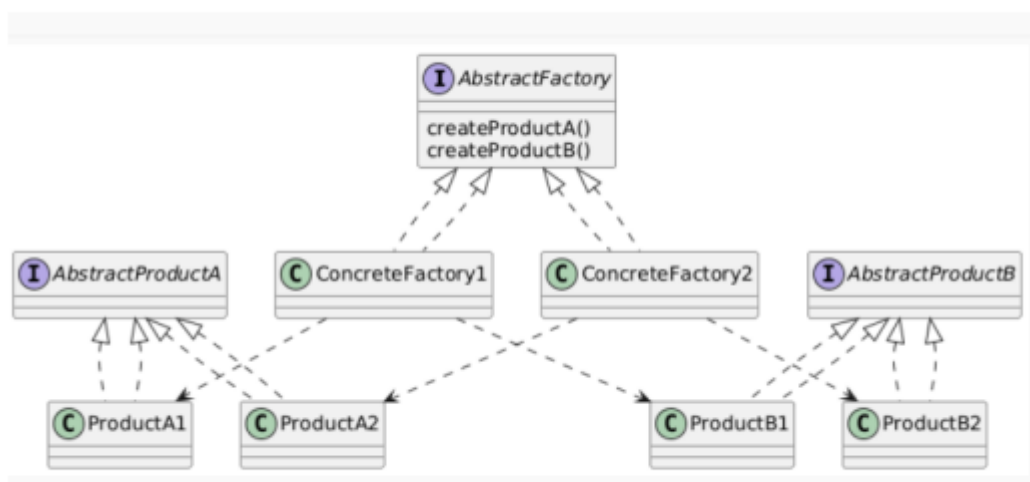 I AbstractFactory
createProductA()
createProductB()
I AbstractProductA
C ConcreteFactory1
C ConcreteFactory2
I AbstractProductB
C ProductA1
C ProductA2
C ProductB1
C ProductB2